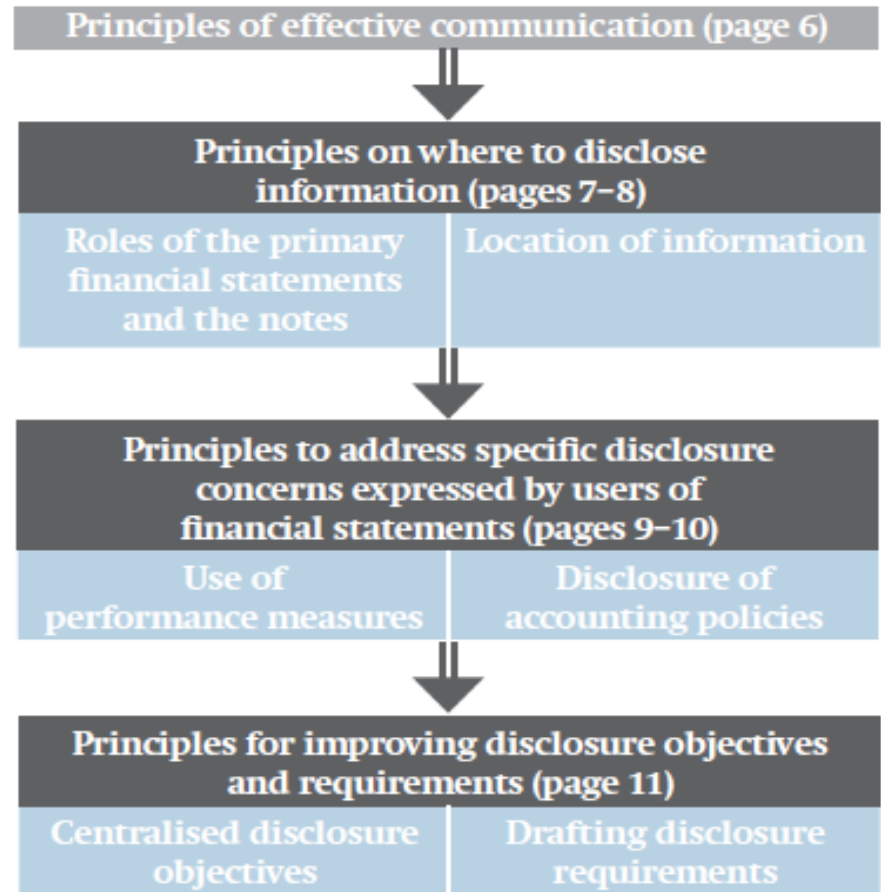 Principles of effective communication (page 6)
Principles on where to disclose
information (pages 7–8)
Roles of the primary
financial statements
and the notes
Location of information
Principles to address specific disclosure
concerns expressed by users of
financial statements (pages 9–10)
Use of
performance measures
Disclosure of
accounting policies
Principles for improving disclosure objectives
and requirements (page 11)
Centralised disclosure
objectives
Drafting disclosure
requirements